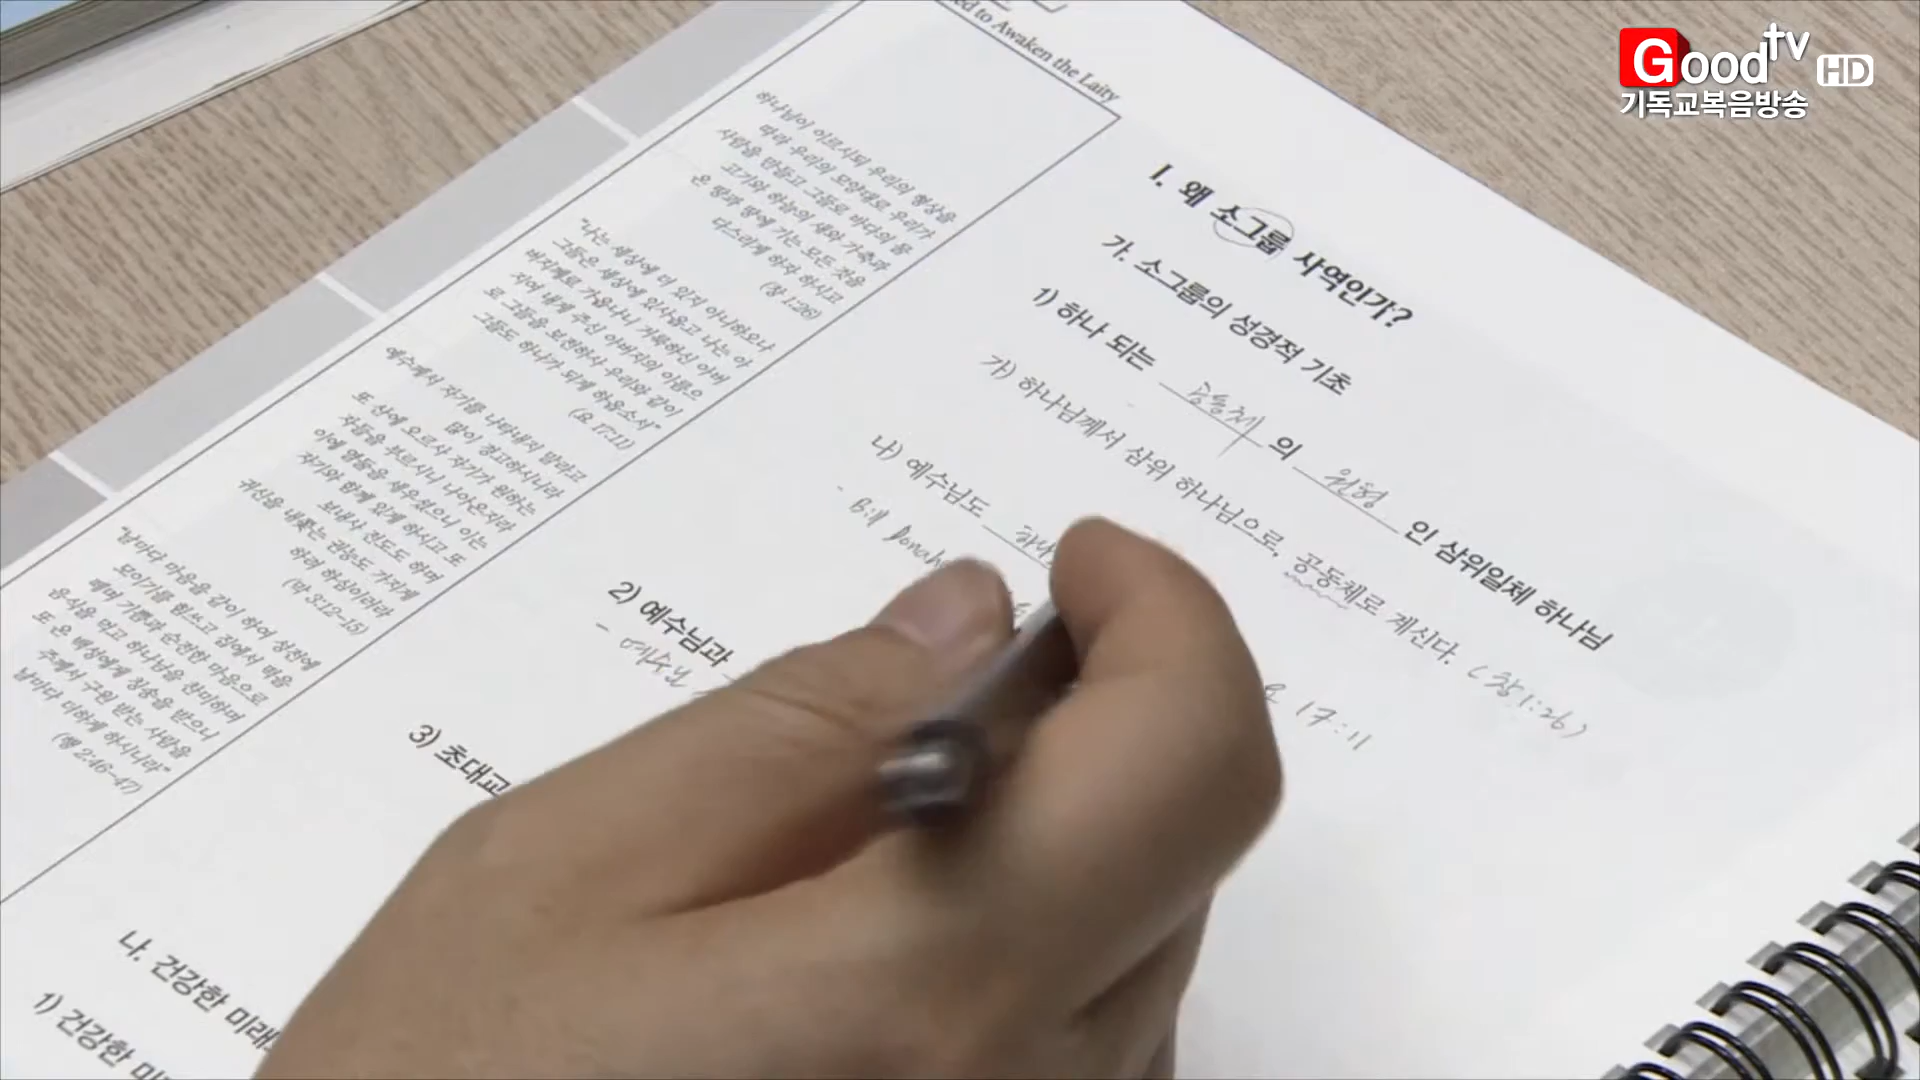 Good tv HD
기독교복음방송
ed to Awaken the Laity
하나님이 이르시되 우리의 형상을
따라 우리의 모양대로 우리가
사람을 만들고 그들로 바다의 물
고기와 하늘의 새와 가축과
온 땅과 땅에 기는 모든 것을
다스리게 하자 하시고
(창 1:26)
"나는 세상에 더 있지 아니하오나
그들은 세상에 있사옵고 나는 아
버지께로 가옵나니 거룩하신 아버
지여 내게 주신 아버지의 이름으
로 그들을 보전하사 우리와 같이
그들도 하나가 되게 하옵소서"
(요 17:11)
예수께서 자기를 나타내지 말라고
많이 경고하시니라
또 산에 오르사 자기가 원하는
자들을 부르시니 나아온지라
이에 열둘을 세우셨으니 이는
자기와 함께 있게 하시고 또
보내사 전도도 하며
귀신을 내쫓는 권능도 가지게
하려 하심이러라
(막 3:12-15)
"날마다 마음을 같이 하여 성전에
모이기를 힘쓰고 집에서 떡을
떼며 기쁨과 순전한 마음으로
음식을 먹고 하나님을 찬미하며
또 온 백성에게 칭송을 받으니
주께서 구원 받는 사람을
날마다 더하게 하시니라"
(행 2:46-47)
I. 왜 소그룹 사역인가?
가. 소그룹의 성경적 기초
1) 하나 되는 공동체 의 원형 인 삼위일체 하나님
가) 하나님께서 삼위 하나님으로, 공동체로 계신다. (창1:26)
나) 예수님도 하나
- Bill Donah
요 17:11
2) 예수님과
- 예수님
3) 초대교
나. 건강한 미래
1) 건강한 미